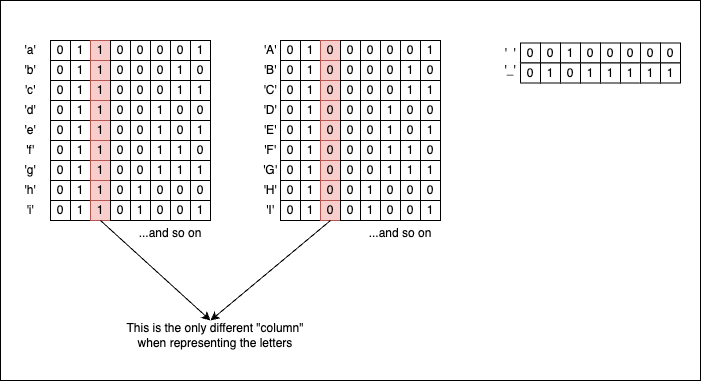 'a' 0 1 1 0 0 0 0 1
'b' 0 1 1 0 0 0 1 0
'c' 0 1 1 0 0 0 1 1
'd' 0 1 1 0 0 1 0 0
'e' 0 1 1 0 0 1 0 1
'f' 0 1 1 0 0 1 1 0
'g' 0 1 1 0 0 1 1 1
'h' 0 1 1 0 1 0 0 0
'i' 0 1 1 0 1 0 0 1
...and so on
'A' 0 1 0 0 0 0 0 1
'B' 0 1 0 0 0 0 1 0
'C' 0 1 0 0 0 0 1 1
'D' 0 1 0 0 0 1 0 0
'E' 0 1 0 0 0 1 0 1
'F' 0 1 0 0 0 1 1 0
'G' 0 1 0 0 0 1 1 1
'H' 0 1 0 0 1 0 0 0
'I' 0 1 0 0 1 0 0 1
...and so on
' ' 0 0 1 0 0 0 0 0
'_' 0 1 0 1 1 1 1 1
This is the only different "column"
when representing the letters